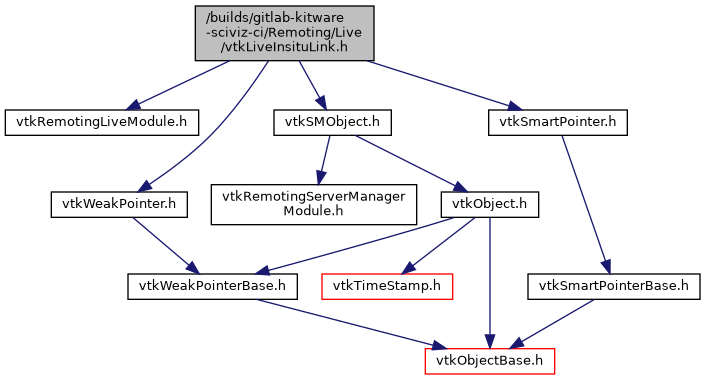 /builds/gitlab-kitware
-sciviz-ci/Remoting/Live
/vtkLiveInsituLink.h
vtkRemotingLiveModule.h
vtkSMObject.h
vtkSmartPointer.h
vtkWeakPointer.h
vtkRemotingServerManager
Module.h
vtkObject.h
vtkWeakPointerBase.h
vtkTimeStamp.h
vtkSmartPointerBase.h
vtkObjectBase.h